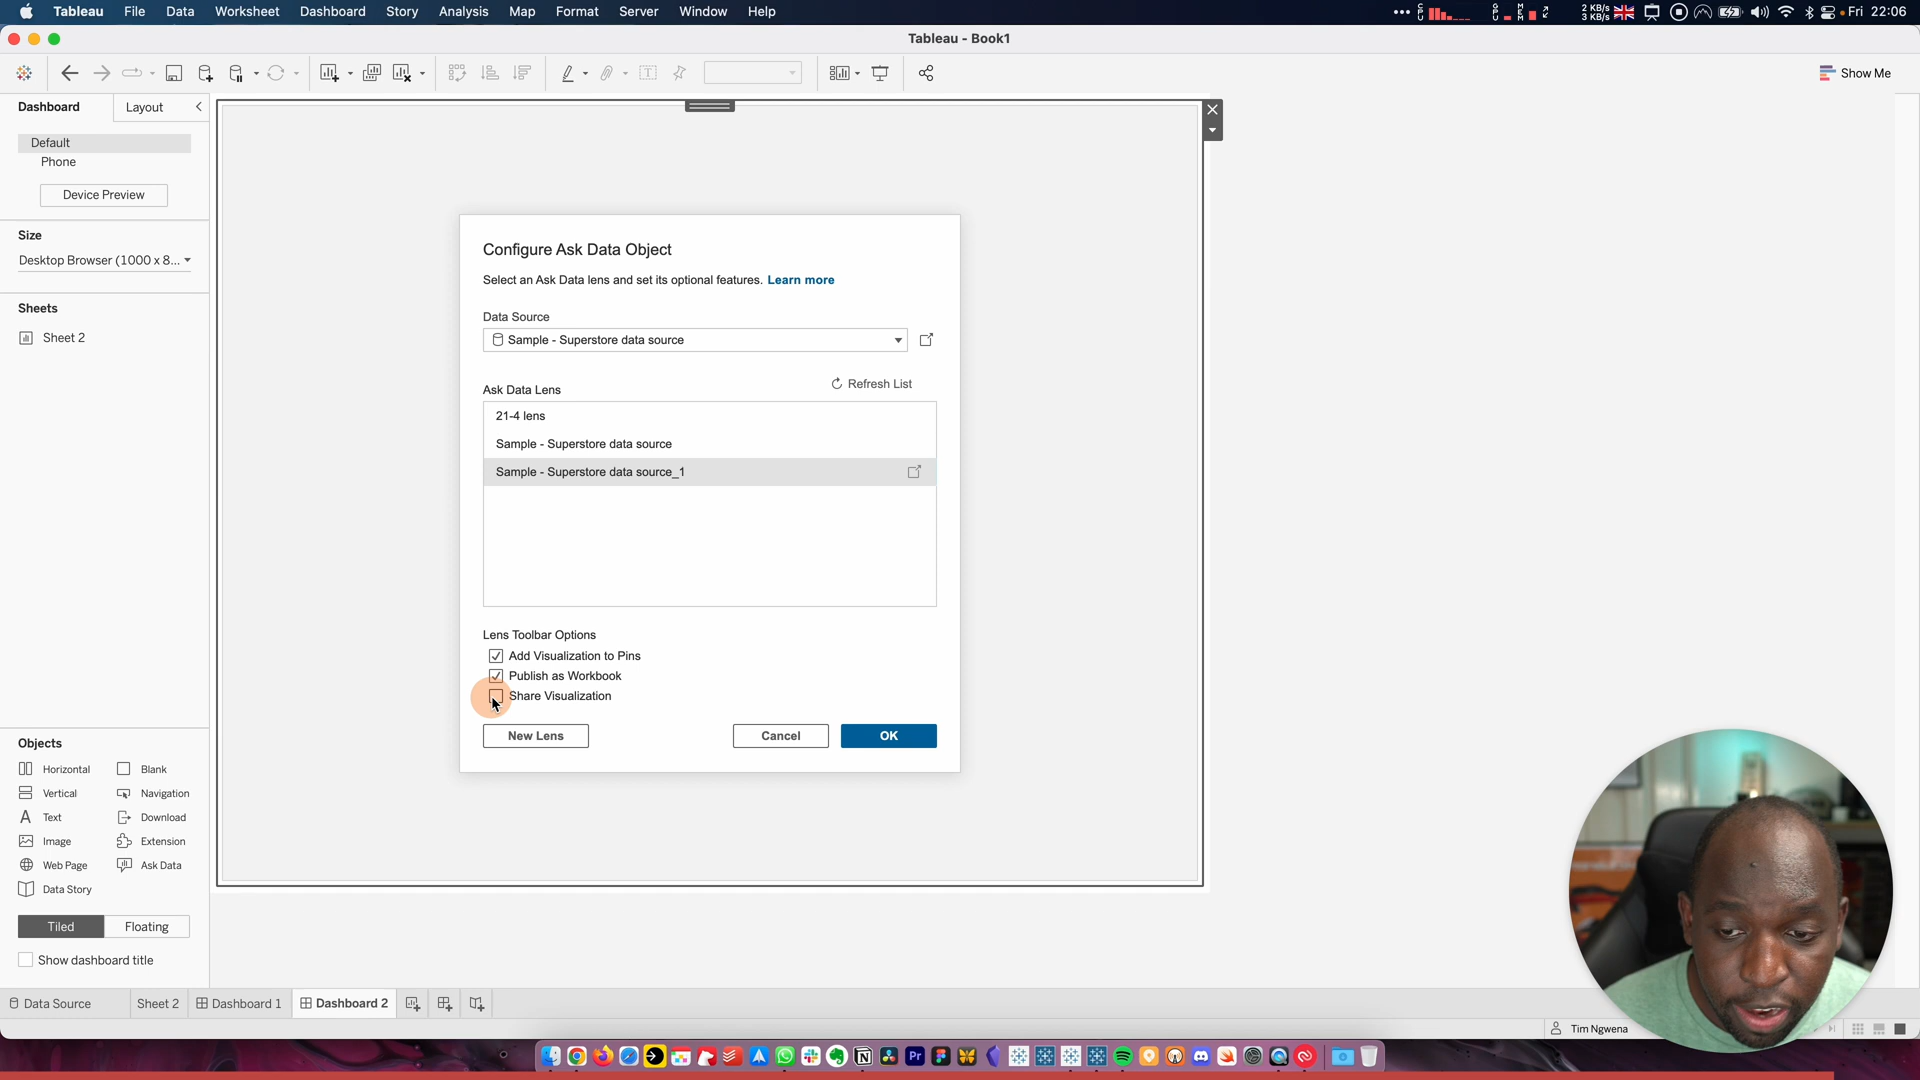 Tableau File Data Worksheet Dashboard Story Analysis Map Format Server Window Help
2 KB/s
3 KB/s
Fri 22:06
Tableau - Book1
Show Me
Dashboard Layout
Default
Phone
Device Preview
Size
Desktop Browser (1000 x 8...
Sheets
Sheet 2
Configure Ask Data Object
Select an Ask Data lens and set its optional features. Learn more
Data Source
Sample - Superstore data source
Ask Data Lens
Refresh List
21-4 lens
Sample - Superstore data source
Sample - Superstore data source_1
Lens Toolbar Options
Add Visualization to Pins
Publish as Workbook
Share Visualization
New Lens Cancel OK
Objects
Horizontal Blank
Vertical Navigation
Text Download
Image Extension
Web Page Ask Data
Data Story
Tiled Floating
Show dashboard title
Data Source Sheet 2 Dashboard 1 Dashboard 2
Tim Ngwena